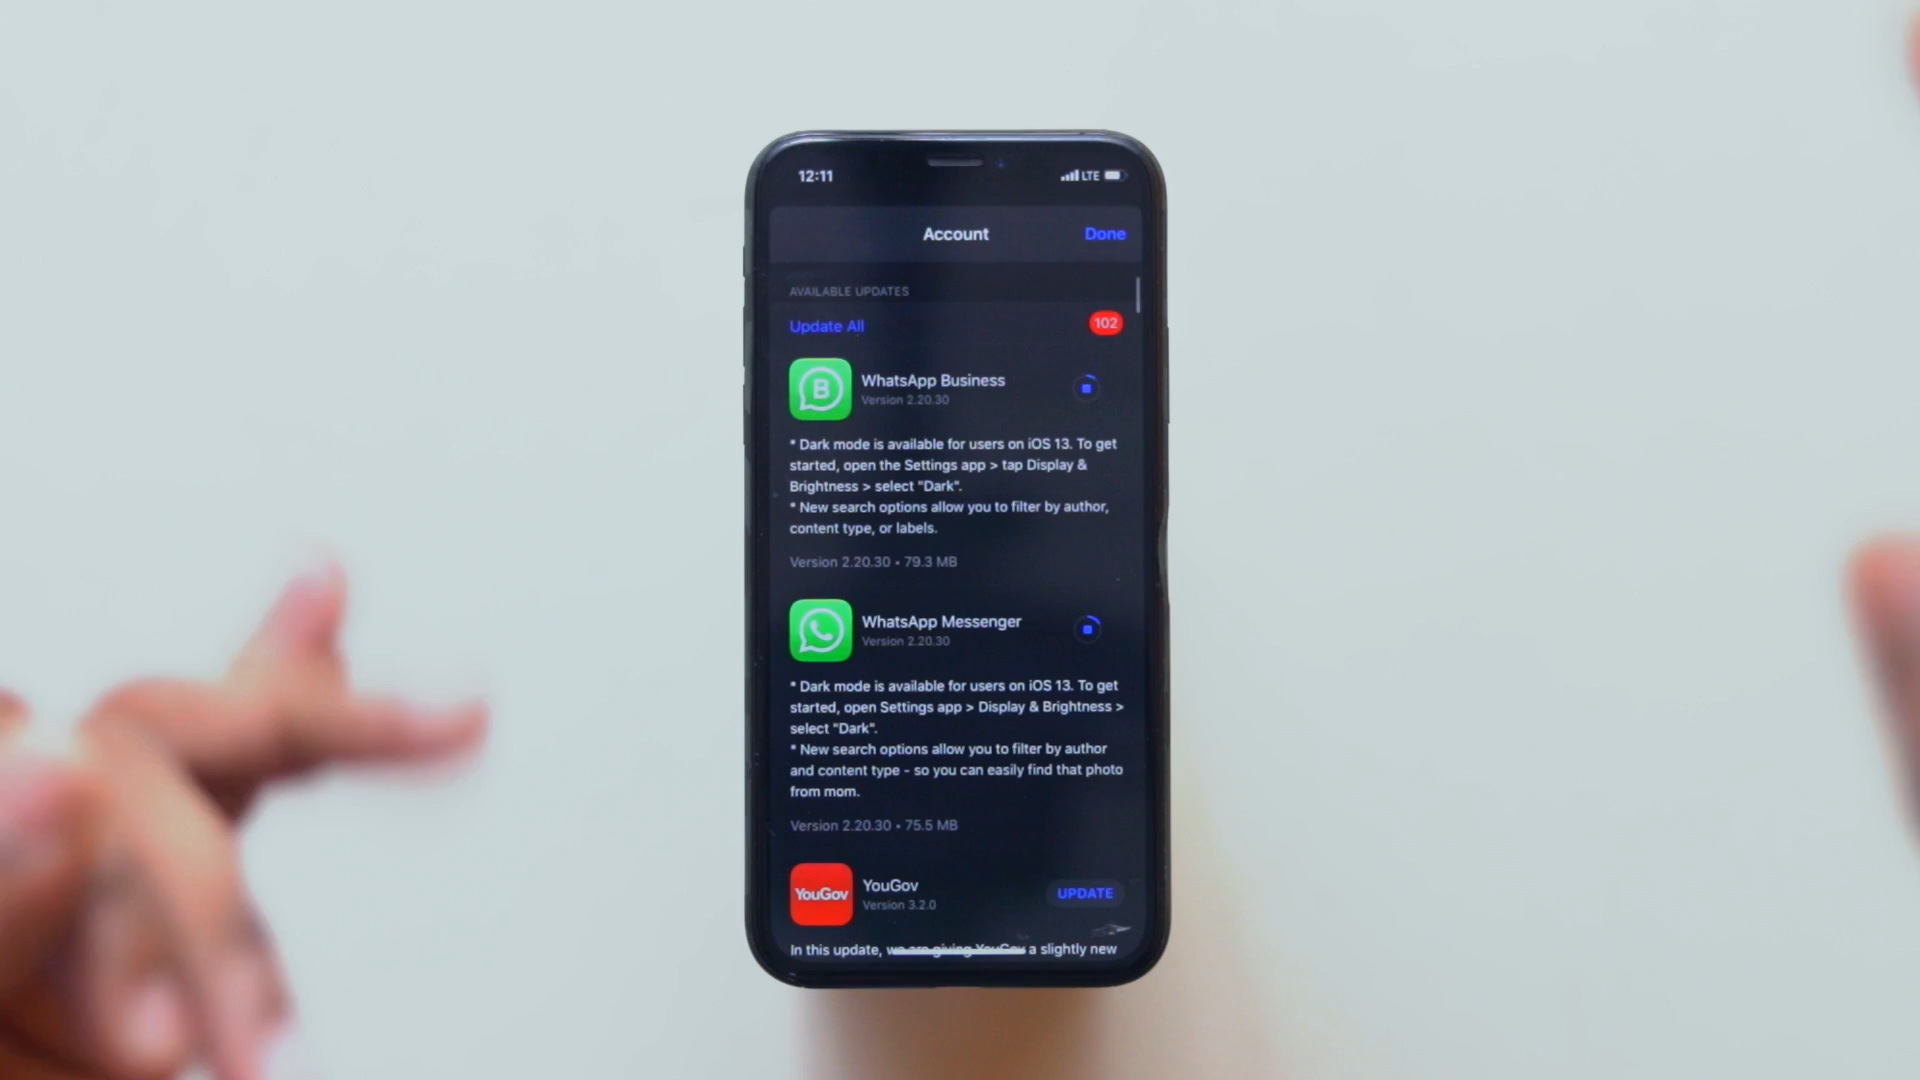 12:11
LTE
Account
Done
AVAILABLE UPDATES
Update All
102
B
WhatsApp Business
Version 2.20.30
* Dark mode is available for users on iOS 13. To get
started, open the Settings app > tap Display &
Brightness > select "Dark".
* New search options allow you to filter by author,
content type, or labels.
Version 2.20.30 • 79.3 MB
WhatsApp Messenger
Version 2.20.30
* Dark mode is available for users on iOS 13. To get
started, open Settings app > Display & Brightness >
select "Dark".
* New search options allow you to filter by author
and content type - so you can easily find that photo
from mom.
Version 2.20.30 • 75.5 MB
YouGov
YouGov
Version 3.2.0
UPDATE
In this update, we are giving YouGov a slightly new